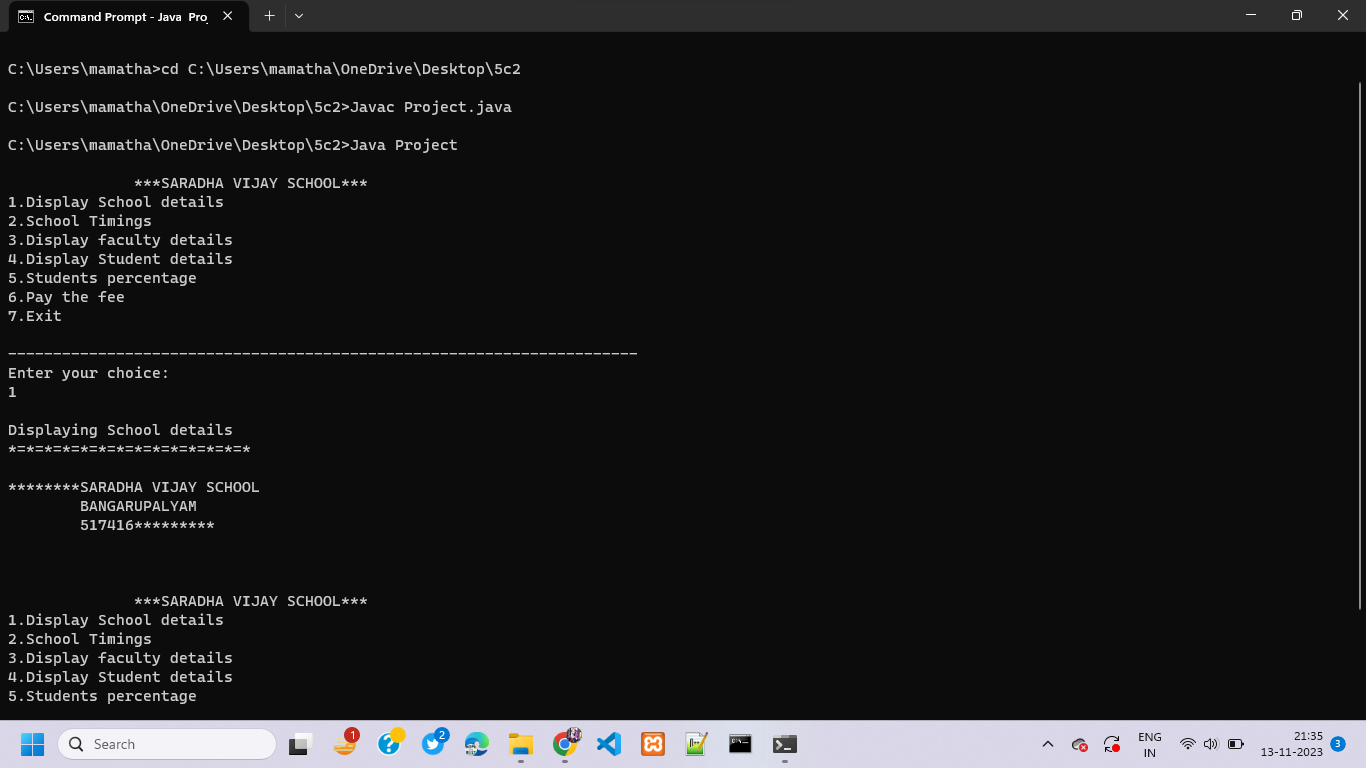 Command Prompt - Java Pro
C:\Users\mamatha>cd C:\Users\mamatha\OneDrive\Desktop\5c2
C:\Users\mamatha\OneDrive\Desktop\5c2>Javac Project.java
C:\Users\mamatha\OneDrive\Desktop\5c2>Java Project
***SARADHA VIJAY SCHOOL***
1.Display School details
2.School Timings
3.Display faculty details
4.Display Student details
5.Students percentage
6.Pay the fee
7.Exit
----------------------------------------------------------------------
Enter your choice:
1
Displaying School details
*=*=*=*=*=*=*=*=*=*=*=*=*=*
********SARADHA VIJAY SCHOOL
BANGARUPALYAM
517416*********
***SARADHA VIJAY SCHOOL***
1.Display School details
2.School Timings
3.Display faculty details
4.Display Student details
5.Students percentage
Search
1
2
ENG
IN
21:35
13-11-2023
3